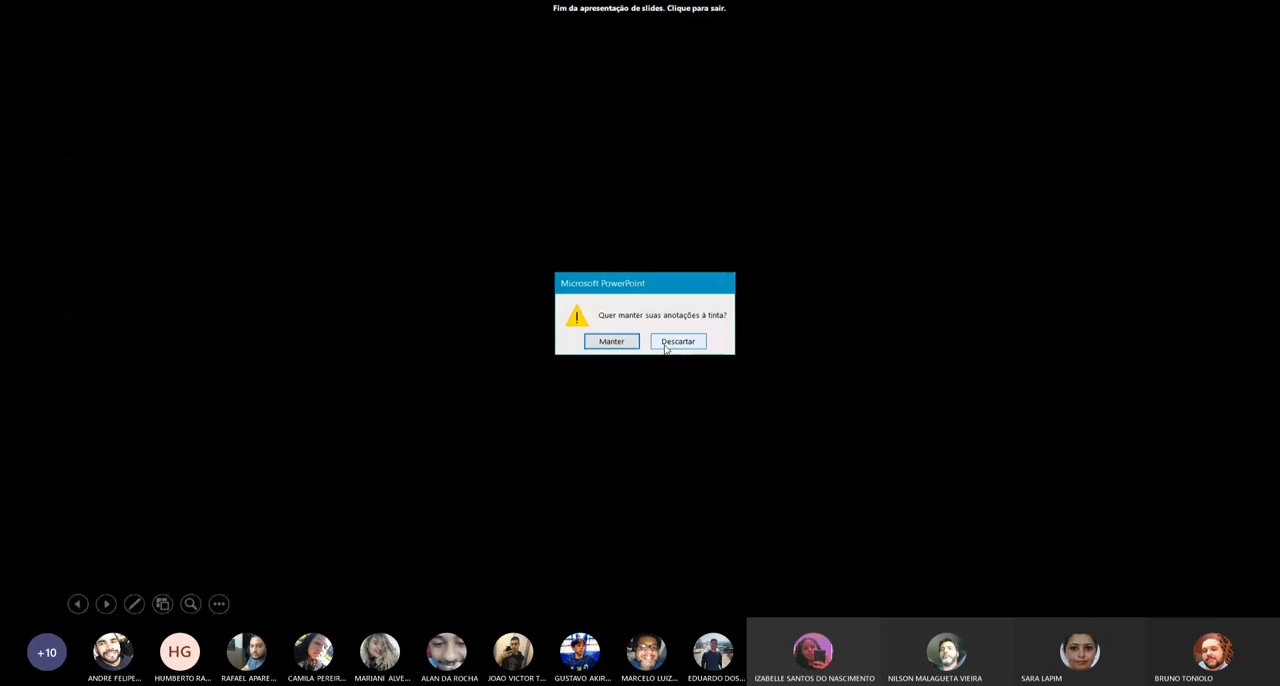 Fim da apresentação de slides. Clique para sair.
Microsoft PowerPoint
Quer manter suas anotações à tinta?
Manter
Descartar
+10
HG
ANDRE FELIPE...
HUMBERTO RA...
RAFAEL APARE...
CAMILA PEREIR...
MARIANI ALVE...
ALAN DA ROCHA
JOAO VICTOR T...
GUSTAVO AKIR...
MARCELO LUIZ...
EDUARDO DOS...
IZABELLE SANTOS DO NASCIMENTO
NILSON MALAGUETA VIEIRA
SARA LAPIM
BRUNO TONIOLO